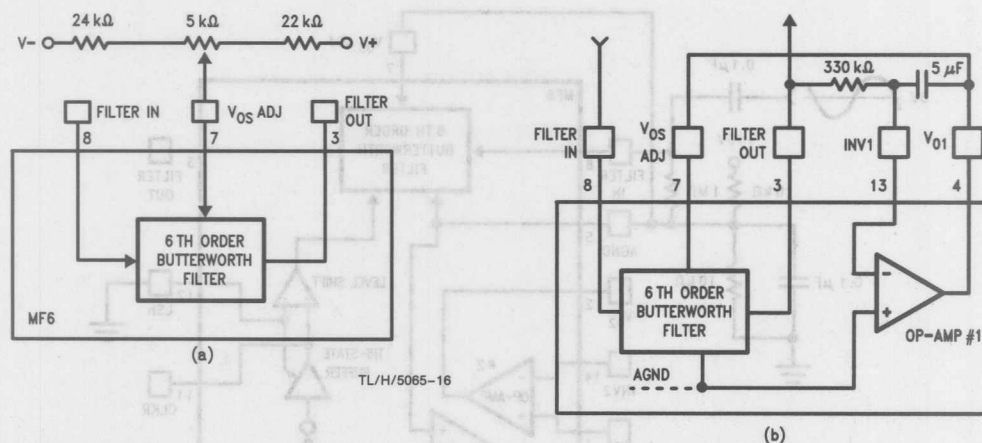 24 kΩ
5 kΩ
22 kΩ
V-
V+
FILTER IN
VOS ADJ
FILTER
OUT
8
7
3
6 TH ORDER
BUTTERWORTH
FILTER
MF6
(a)
TL/H/5065-16
330 kΩ
5 μF
FILTER
IN
VOS
ADJ
FILTER
OUT
INV1
VO1
8
7
3
13
4
6 TH ORDER
BUTTERWORTH
FILTER
-
+
OP-AMP #1
AGND
(b)